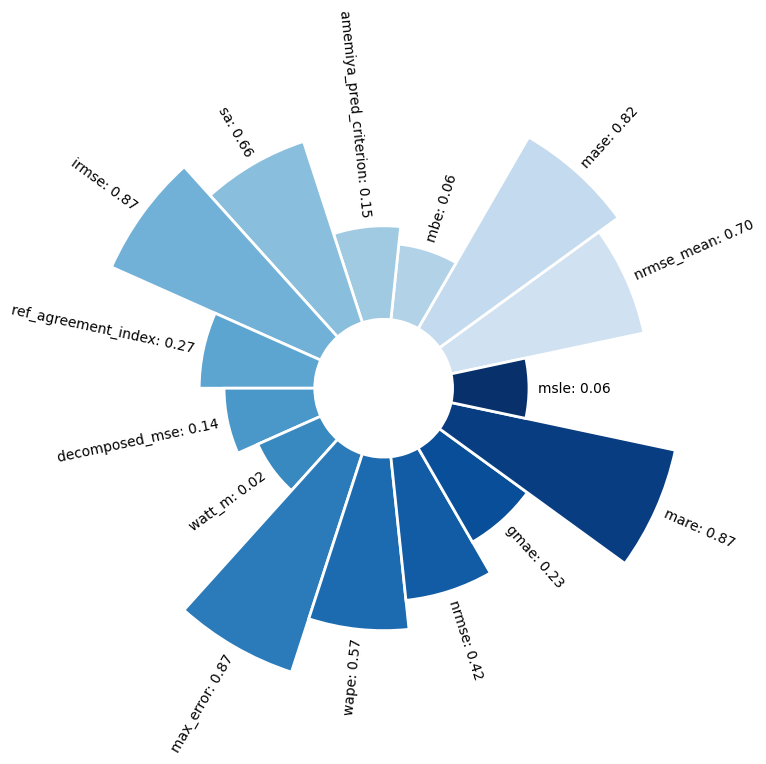 amemiya_pred_criterion: 0.15
mase: 0.82
sa: 0.66
irmse: 0.87
mbe: 0.06
nrmse_mean: 0.70
ref_agreement_index: 0.27
msle: 0.06
decomposed_mse: 0.14
watt_m: 0.02
mare: 0.87
gmae: 0.23
nrmse: 0.42
wape: 0.57
max_error: 0.87